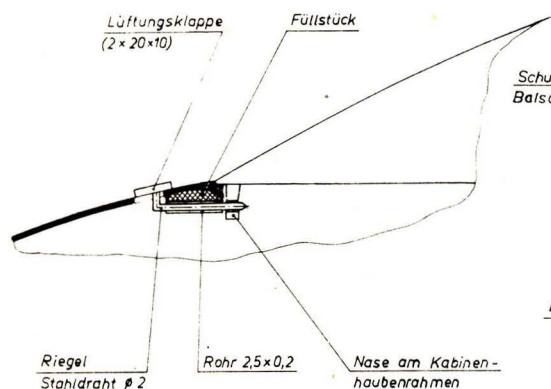 Lüftungsklappe
(2×20×10)
Füllstück
Riegel
Stahldraht ø 2
Rohr 2,5×0,2
Nase am Kabinen-
haubenrahmen